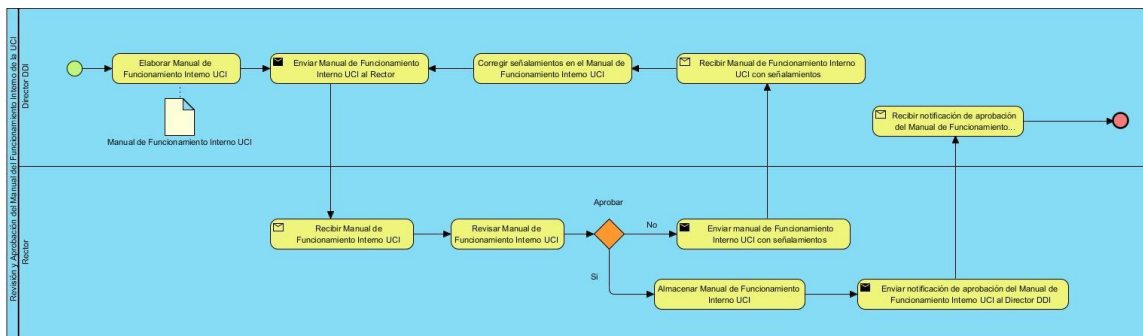 Revisión y Aprobación del Manual del Funcionamiento Interno de la UCI
Director DDI
Elaborar Manual de
Funcionamiento Interno UCI
Manual de Funcionamiento Interno UCI
Enviar Manual de Funcionamiento
Interno UCI al Rector
Corregir señalamientos en el Manual de
Funcionamiento Interno UCI
Recibir Manual de Funcionamiento Interno
UCI con señalamientos
Recibir notificación de aprobación
del Manual de Funcionamiento...
Rector
Recibir Manual de
Funcionamiento Interno UCI
Revisar Manual de
Funcionamiento Interno UCI
Aprobar
No
Enviar manual de Funcionamiento
Interno UCI con señalamientos
Sí
Almacenar Manual de Funcionamiento
Interno UCI
Enviar notificación de aprobación del Manual de
Funcionamiento Interno UCI al Director DDI